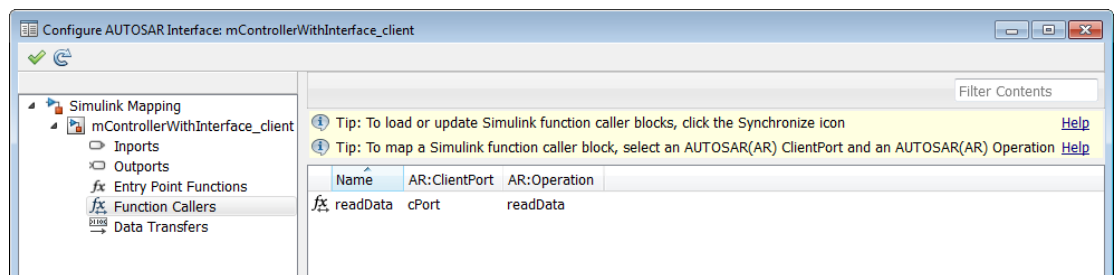 Configure AUTOSAR Interface: mControllerWithInterface_client
Filter Contents
Simulink Mapping
mControllerWithInterface_client
Inports
Outports
fx Entry Point Functions
fx Function Callers
Data Transfers
Tip: To load or update Simulink function caller blocks, click the Synchronize icon Help
Tip: To map a Simulink function caller block, select an AUTOSAR(AR) ClientPort and an AUTOSAR(AR) Operation Help
Name AR:ClientPort AR:Operation
fx readData cPort readData